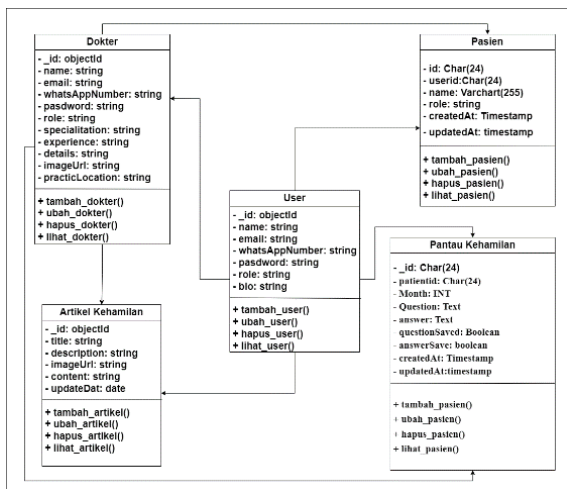 Dokter
- _id: objectId
- name: string
- email: string
- whatsAppNumber: string
- pasdword: string
- role: string
- specialitation: string
- experience: string
- details: string
- imageUrl: string
- practicLocation: string
+ tambah_dokter()
+ ubah_dokter()
+ hapus_dokter()
+ lihat_dokter()
Pasien
- id: Char(24)
- userid:Char(24)
- name: Varchart(255)
- role: string
- createdAt: Timestamp
- updatedAt: timestamp
+ tambah_pasien()
+ ubah_pasien()
+ hapus_pasien()
+ lihat_pasien()
User
- _id: objectId
- name: string
- email: string
- whatsAppNumber: string
- pasdword: string
- role: string
- bio: string
+ tambah_user()
+ ubah_user()
+ hapus_user()
+ lihat_user()
Artikel Kehamilan
- _id: objectId
- title: string
- description: string
- imageUrl: string
- content: string
- updateDat: date
+ tambah_artikel()
+ ubah_artikel()
+ hapus_artikel()
+ lihat_artikel()
Pantau Kehamilan
- _id: Char(24)
- patientid: Char(24)
- Month: INT
- Question: Text
- answer: Text
- questionSaved: Boolean
- answerSave: boolean
- createdAt: Timestamp
- updatedAt:timestamp
+ tambah_pasien()
+ ubah_pasien()
+ hapus_pasien()
+ lihat_pasien()